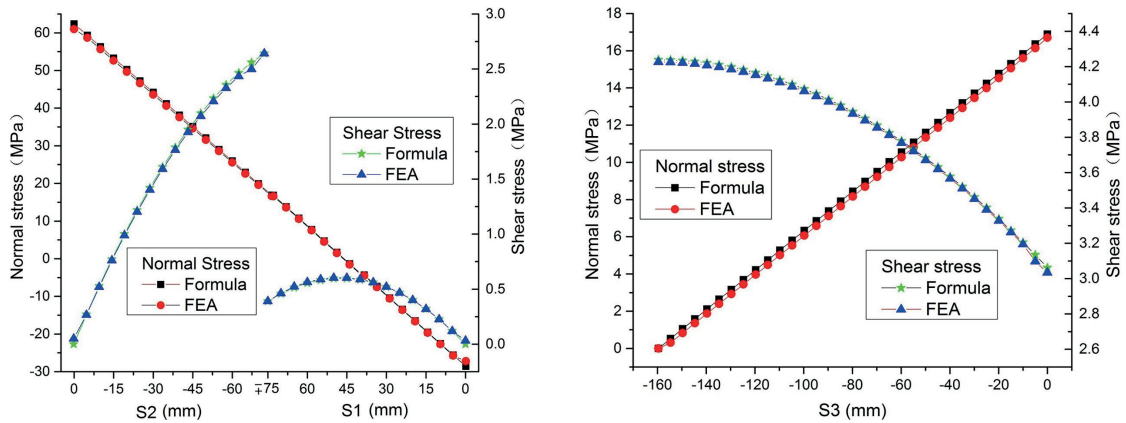 60
50
40
30
20
10
0
-10
-20
-30
Normal stress（MPa）
3.0
2.5
2.0
1.5
1.0
0.5
0.0
Shear stress（MPa）
Shear Stress
Formula
FEA
Normal Stress
Formula
FEA
0 -15 -30 -45 -60 ∓75 60 45 30 15 0
S2 (mm) S1 (mm)
18
16
14
12
10
8
6
4
2
0
Normal stress（MPa）
4.4
4.2
4.0
3.8
3.6
3.4
3.2
3.0
2.8
2.6
Shear stress（MPa）
Normal stress
Formula
FEA
Shear stress
Formula
FEA
-160 -140 -120 -100 -80 -60 -40 -20 0
S3 (mm)